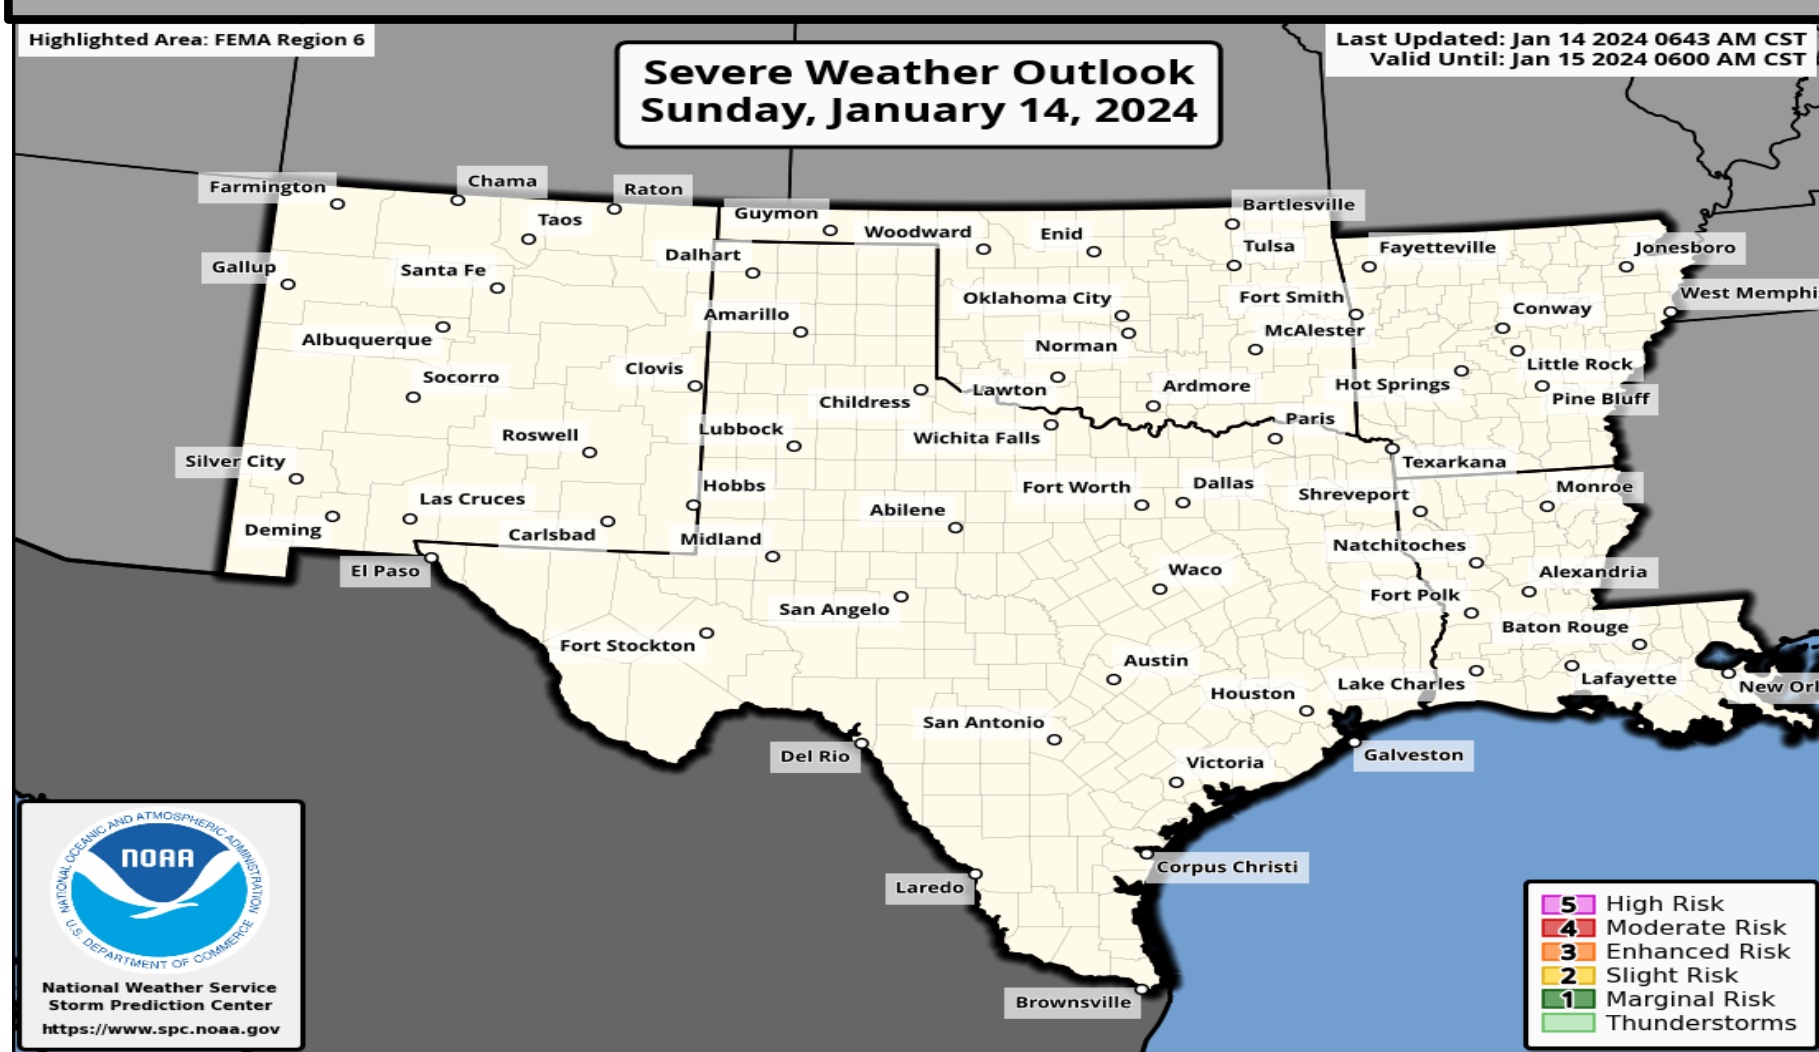 Highlighted Area: FEMA Region 6
Severe Weather Outlook
Sunday, January 14, 2024
Last Updated: Jan 14 2024 0643 AM CST
Valid Until: Jan 15 2024 0600 AM CST
Farmington
Chama
Raton
Taos
Guymon
Woodward
Enid
Bartlesville
Tulsa
Fayetteville
Jonesboro
Gallup
Santa Fe
Dalhart
Oklahoma City
Fort Smith
West Memphi
Amarillo
Conway
Albuquerque
Norman
McAlester
Socorro
Clovis
Childress
Lawton
Ardmore
Hot Springs
Little Rock
Pine Bluff
Roswell
Lubbock
Wichita Falls
Paris
Silver City
Texarkana
Las Cruces
Hobbs
Fort Worth
Dallas
Shreveport
Monroe
Deming
Carlsbad
Midland
Abilene
Natchitoches
El Paso
Waco
Alexandria
San Angelo
Fort Polk
Fort Stockton
Baton Rouge
Austin
Houston
Lake Charles
Lafayette
New Orl
San Antonio
Del Rio
Victoria
Galveston
Laredo
Corpus Christi
Brownsville
NATIONAL OCEANIC AND ATMOSPHERIC ADMINISTRATION
NOAA
U.S. DEPARTMENT OF COMMERCE
National Weather Service
Storm Prediction Center
https://www.spc.noaa.gov
5 High Risk
4 Moderate Risk
3 Enhanced Risk
2 Slight Risk
1 Marginal Risk
Thunderstorms